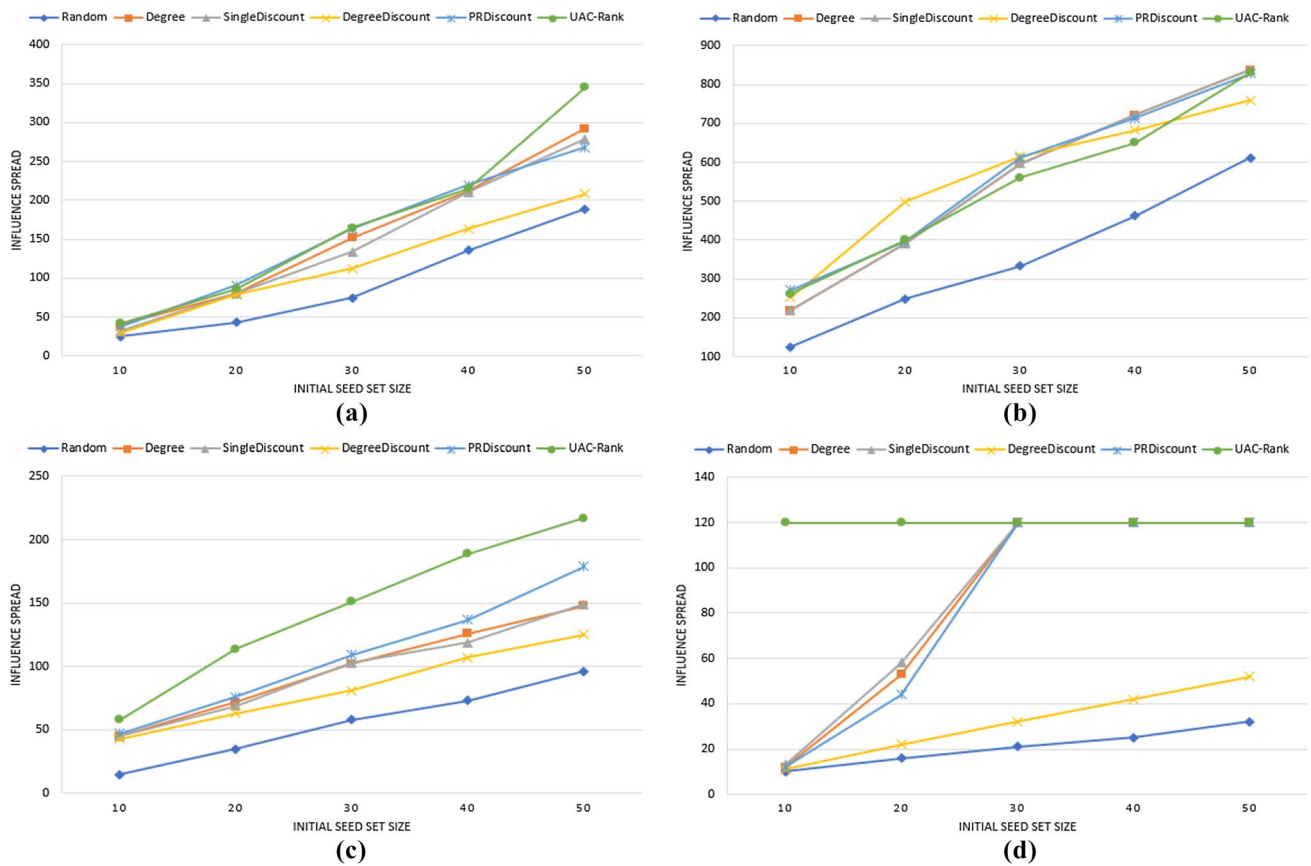 Random Degree SingleDiscount DegreeDiscount PRDiscount UAC-Rank
400
350
300
250
200
150
100
50
0
INFLUENCE SPREAD
10 20 30 40 50
INITIAL SEED SET SIZE
(a)
Random Degree SingleDiscount DegreeDiscount PRDiscount UAC-Rank
900
800
700
600
500
400
300
200
100
INFLUENCE SPREAD
10 20 30 40 50
INITIAL SEED SET SIZE
(b)
Random Degree SingleDiscount DegreeDiscount PRDiscount UAC-Rank
250
200
150
100
50
0
INFLUENCE SPREAD
10 20 30 40 50
INITIAL SEED SET SIZE
(c)
Random Degree SingleDiscount DegreeDiscount PRDiscount UAC-Rank
140
120
100
80
60
40
20
0
INFLUENCE SPREAD
10 20 30 40 50
INITIAL SEED SET SIZE
(d)